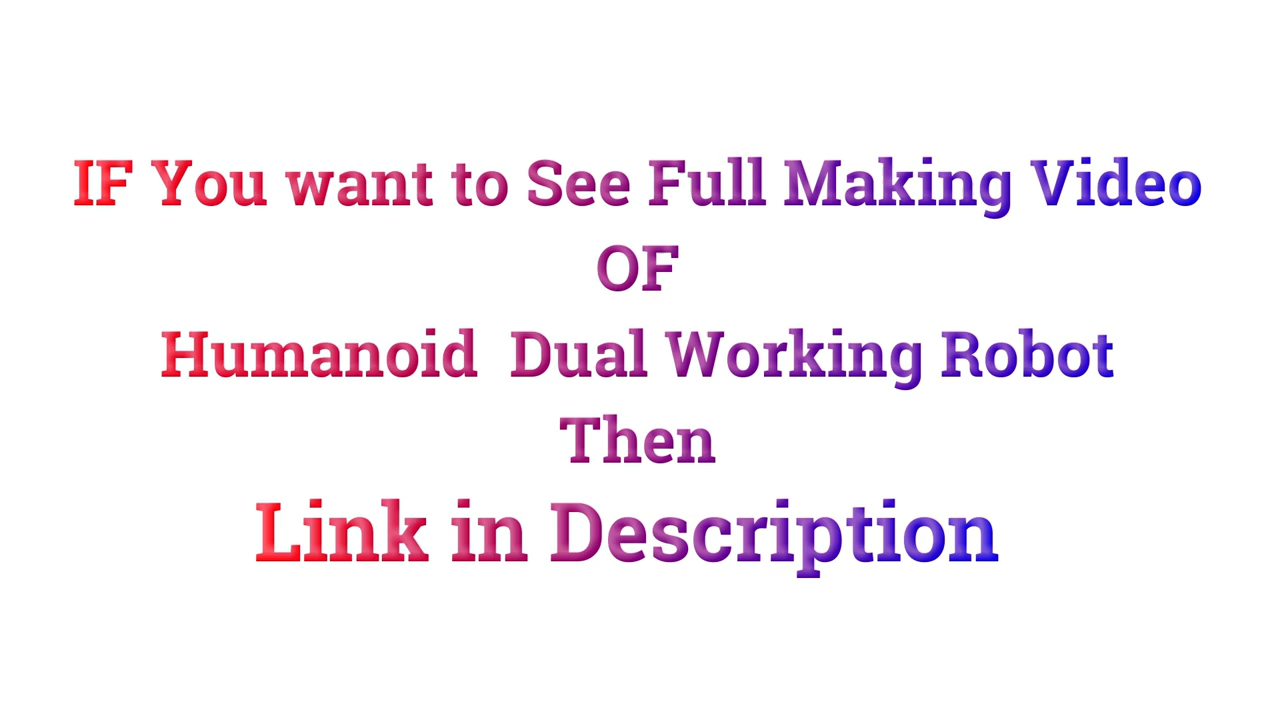 IF You want to See Full Making Video
OF
Humanoid Dual Working Robot
Then
Link in Description